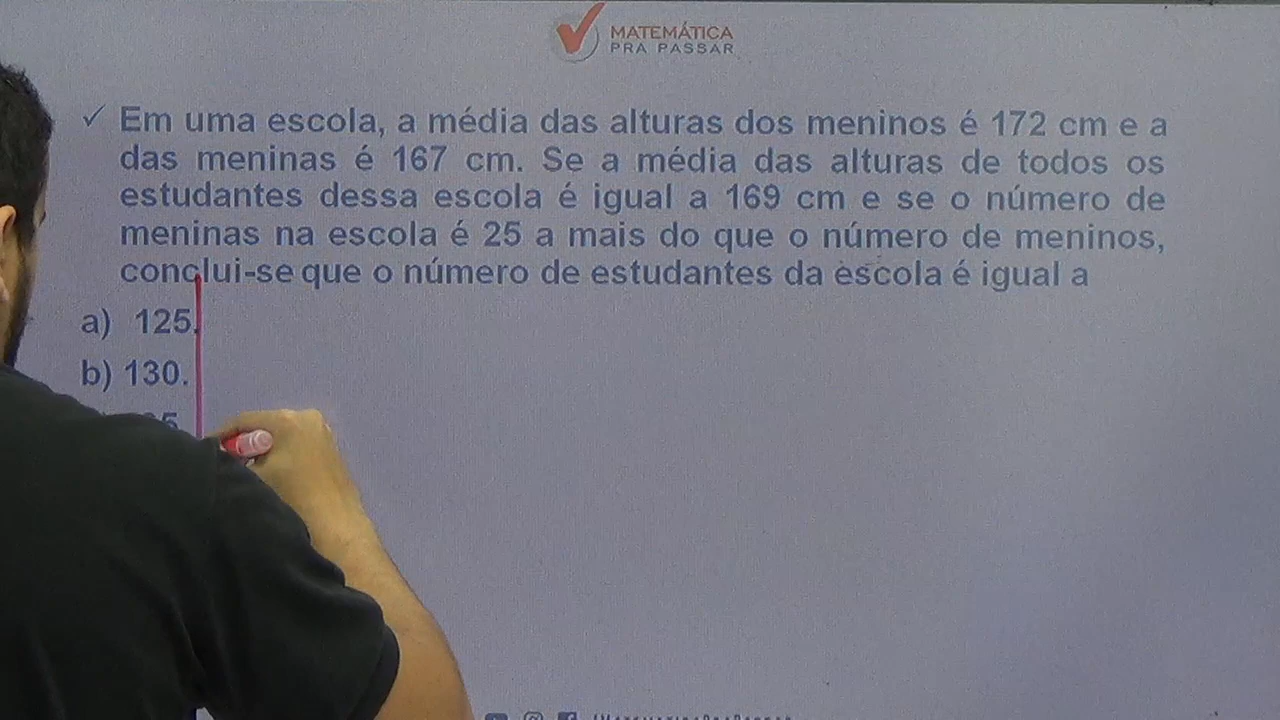 MATEMÁTICA
PRA PASSAR
✓ Em uma escola, a média das alturas dos meninos é 172 cm e a
das meninas é 167 cm. Se a média das alturas de todos os
estudantes dessa escola é igual a 169 cm e se o número de
meninas na escola é 25 a mais do que o número de meninos,
conclui-se que o número de estudantes da escola é igual a
a) 125.
b) 130.